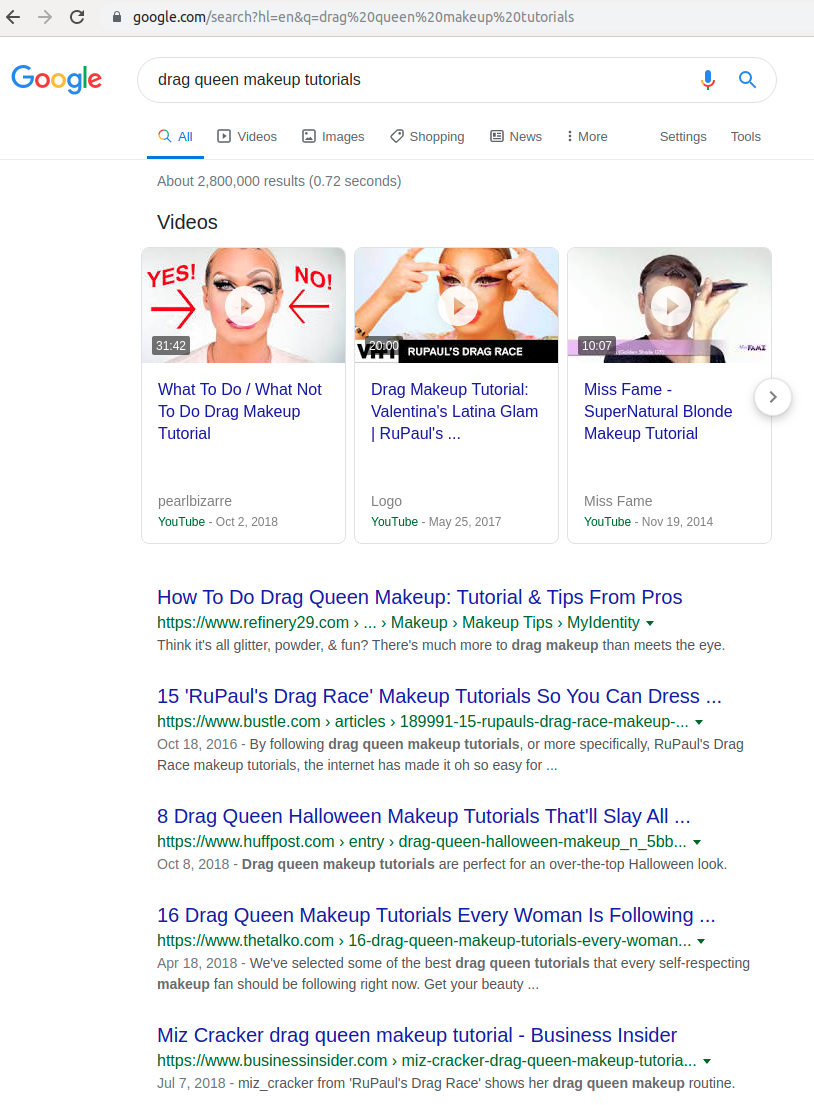 google.com/search?hl=en&q=drag%20queen%20makeup%20tutorials
Google
drag queen makeup tutorials
All Videos Images Shopping News More Settings Tools
About 2,800,000 results (0.72 seconds)
Videos
YES!
NO!
31:42
20:00
RUPAUL'S DRAG RACE
10:07
FAME
What To Do / What Not
To Do Drag Makeup
Tutorial
pearlbizarre
YouTube - Oct 2, 2018
Drag Makeup Tutorial:
Valentina's Latina Glam
| RuPaul's ...
Logo
YouTube - May 25, 2017
Miss Fame -
SuperNatural Blonde
Makeup Tutorial
Miss Fame
YouTube - Nov 19, 2014
How To Do Drag Queen Makeup: Tutorial & Tips From Pros
https://www.refinery29.com › ... › Makeup › Makeup Tips › MyIdentity
Think it's all glitter, powder, & fun? There's much more to drag makeup than meets the eye.
15 'RuPaul's Drag Race' Makeup Tutorials So You Can Dress ...
https://www.bustle.com › articles › 189991-15-rupauls-drag-race-makeup-...
Oct 18, 2016 - By following drag queen makeup tutorials, or more specifically, RuPaul's Drag
Race makeup tutorials, the internet has made it oh so easy for ...
8 Drag Queen Halloween Makeup Tutorials That'll Slay All ...
https://www.huffpost.com › entry › drag-queen-halloween-makeup_n_5bb...
Oct 8, 2018 - Drag queen makeup tutorials are perfect for an over-the-top Halloween look.
16 Drag Queen Makeup Tutorials Every Woman Is Following ...
https://www.thetalko.com › 16-drag-queen-makeup-tutorials-every-woman...
Apr 18, 2018 - We've selected some of the best drag queen tutorials that every self-respecting
makeup fan should be following right now. Get your beauty ...
Miz Cracker drag queen makeup tutorial - Business Insider
https://www.businessinsider.com › miz-cracker-drag-queen-makeup-tutoria...
Jul 7, 2018 - miz_cracker from 'RuPaul's Drag Race' shows her drag queen makeup routine.